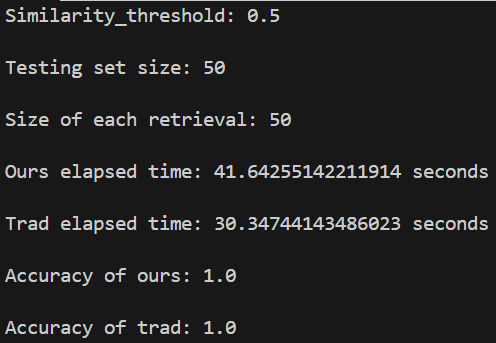 Similarity_threshold: 0.5
Testing set size: 50
Size of each retrieval: 50
Ours elapsed time: 41.64255142211914 seconds
Trad elapsed time: 30.34744143486023 seconds
Accuracy of ours: 1.0
Accuracy of trad: 1.0